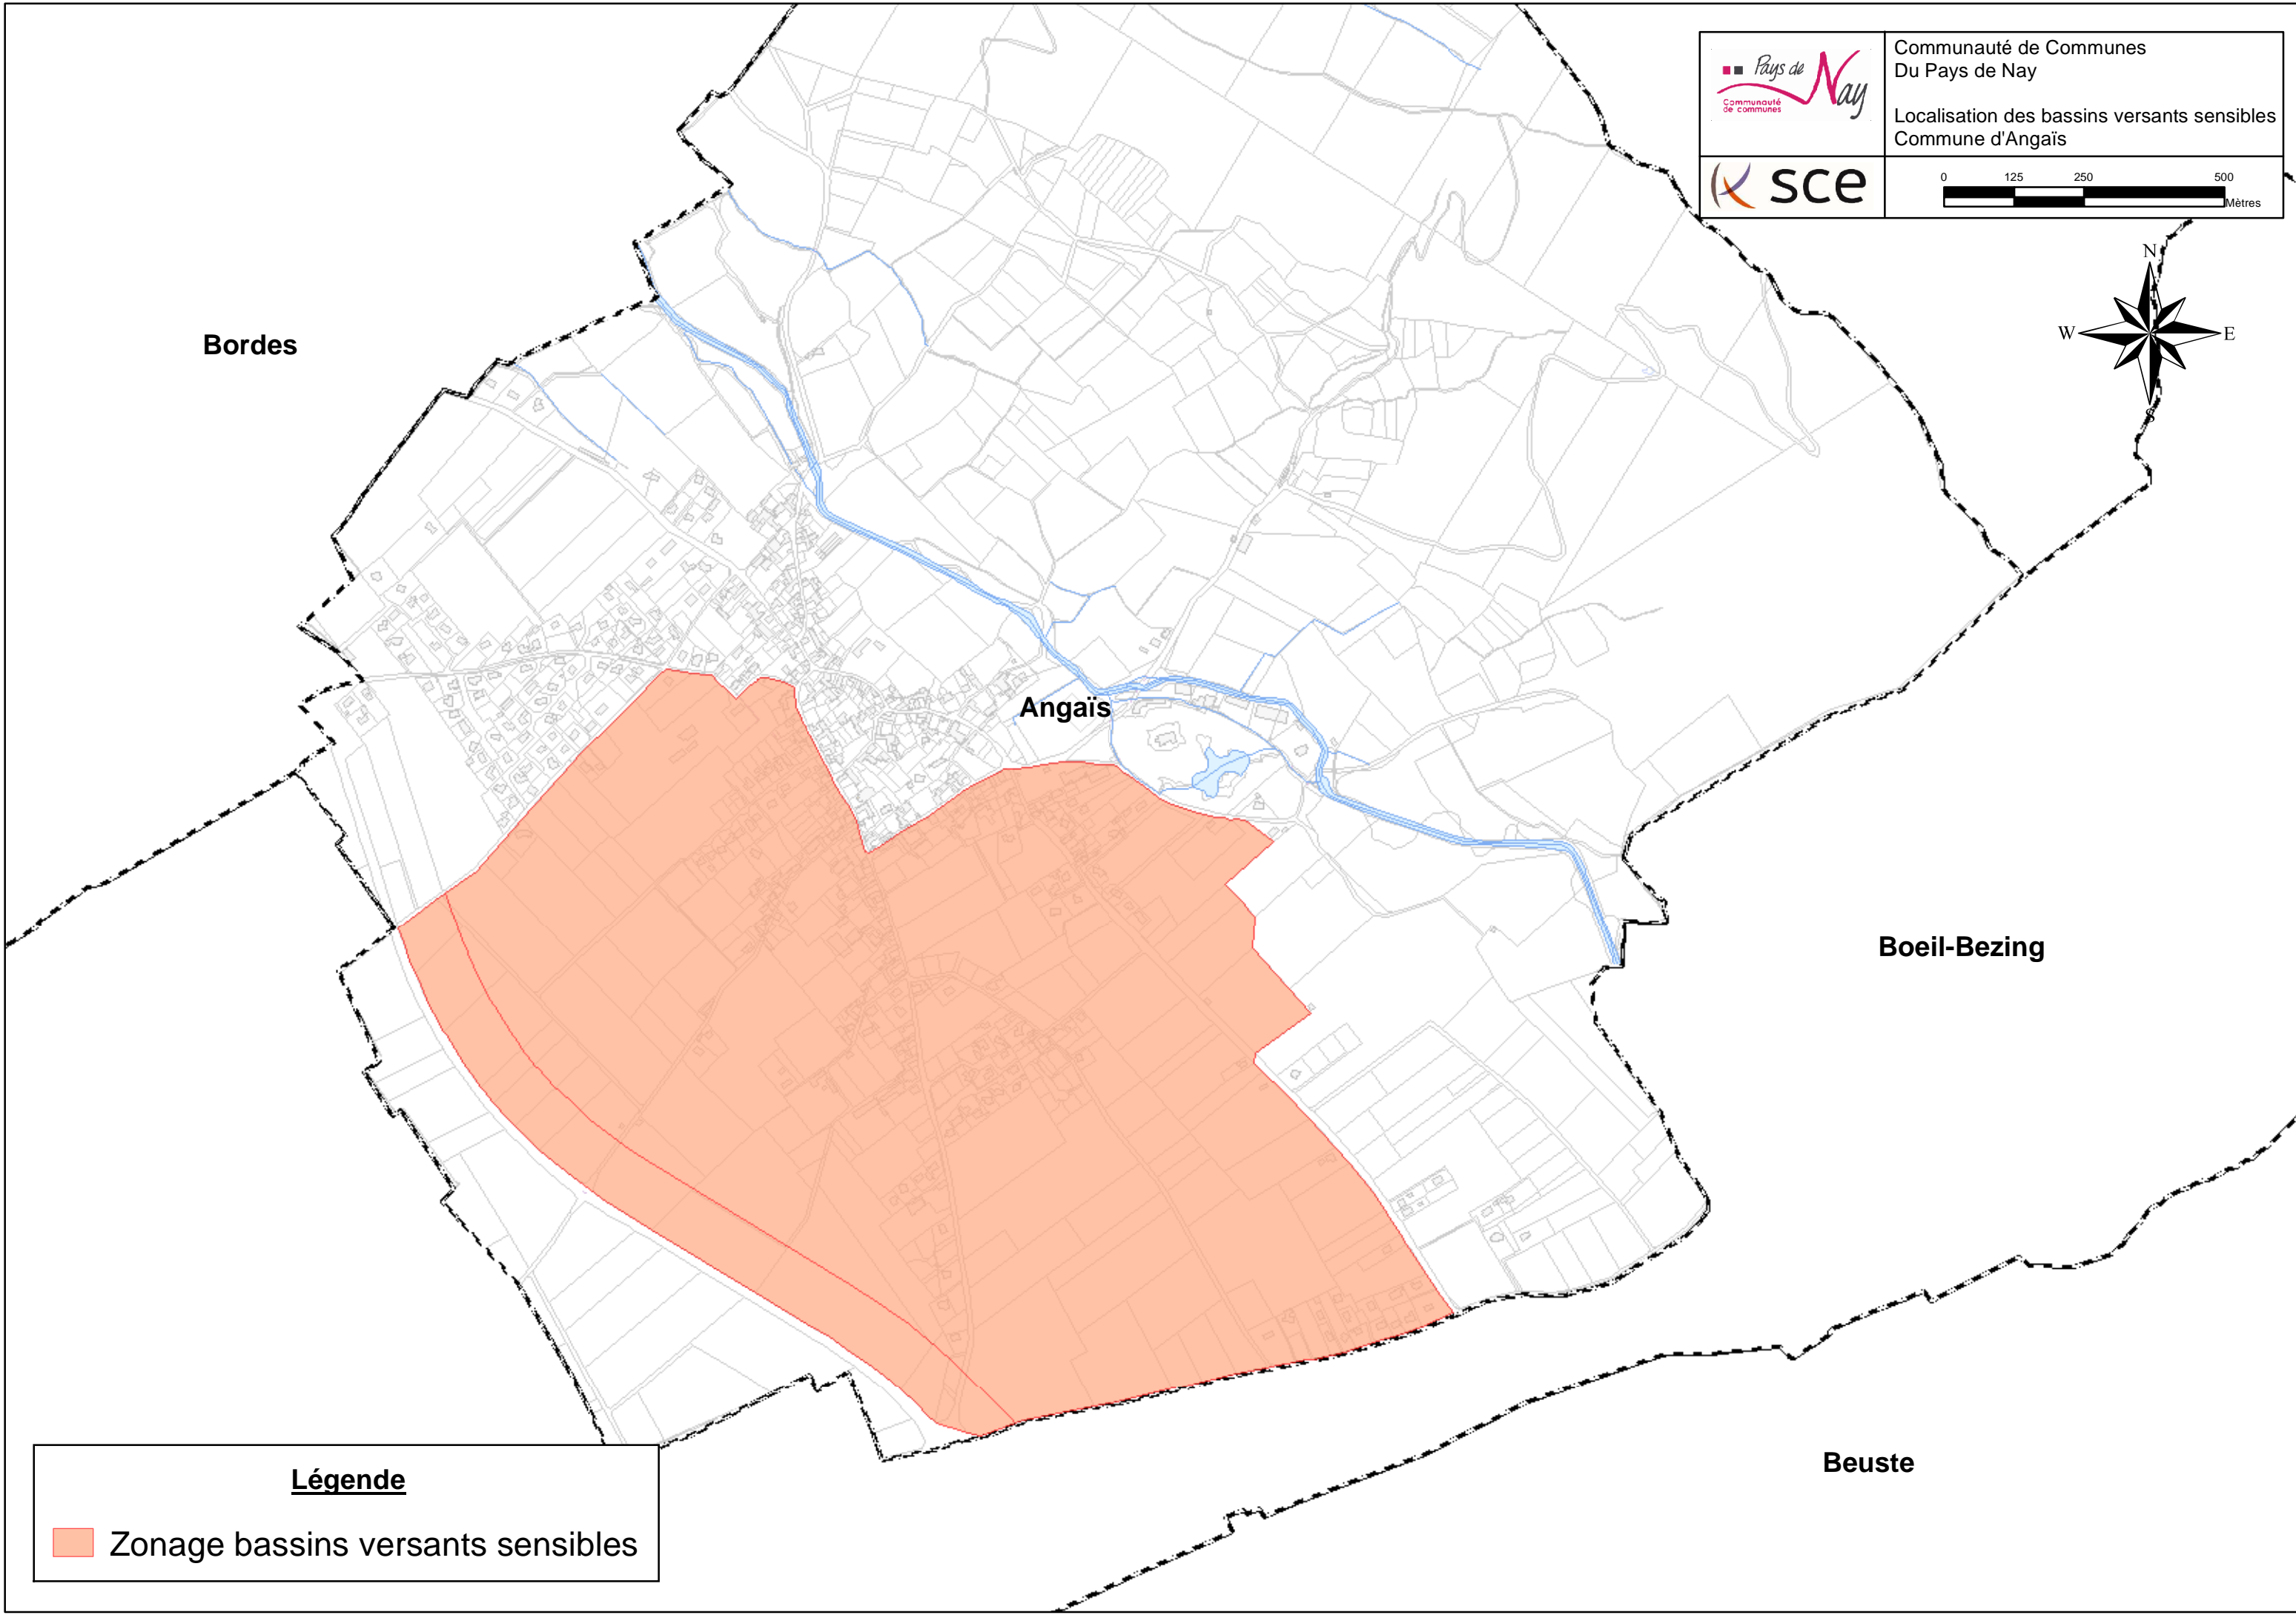 Pays de Nay
Communauté
de communes
Communauté de Communes
Du Pays de Nay
Localisation des bassins versants sensibles
Commune d'Angaïs
sce
0 125 250 500
Mètres
N
W E
S
Bordes
Angaïs
Boeil-Bezing
Beuste
Légende
Zonage bassins versants sensibles